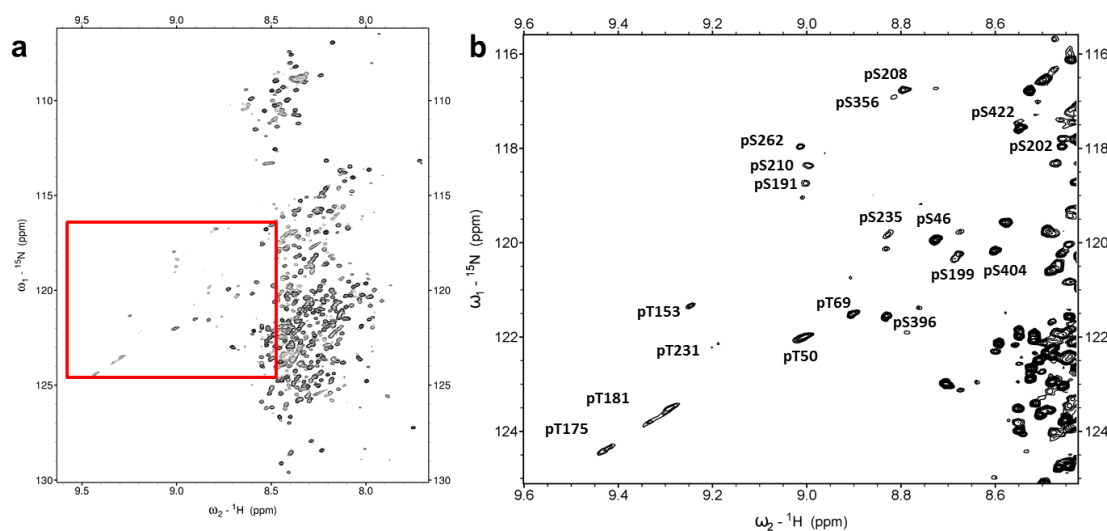 a
9.5 9.0 8.5 8.0
110 110
115 115
120 120
125 125
130 130
9.5 9.0 8.5 8.0
ω₁ - ¹⁵N (ppm)
ω₂ - ¹H (ppm)
b
9.6 9.4 9.2 9.0 8.8 8.6
116 116
pS208
pS356
pS422
pS202
118 118
pS262
pS210
pS191
pS235 pS46
120 120
pS199 pS404
pT153 pT69
pS396
122 122
pT231 pT50
pT181
pT175
124 124
9.6 9.4 9.2 9.0 8.8 8.6
ω₁ - ¹⁵N (ppm)
ω₂ - ¹H (ppm)